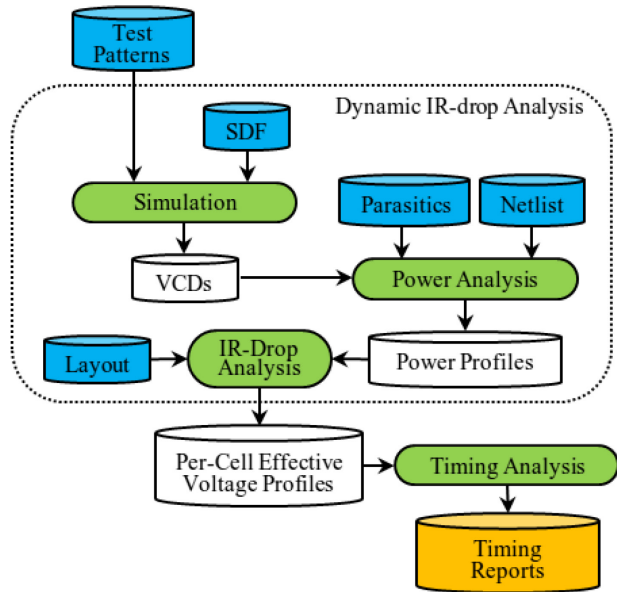 Test
Patterns
Dynamic IR-drop Analysis
SDF
Simulation
Parasitics
Netlist
VCDs
Power Analysis
Layout
IR-Drop
Analysis
Power Profiles
Per-Cell Effective
Voltage Profiles
Timing Analysis
Timing
Reports